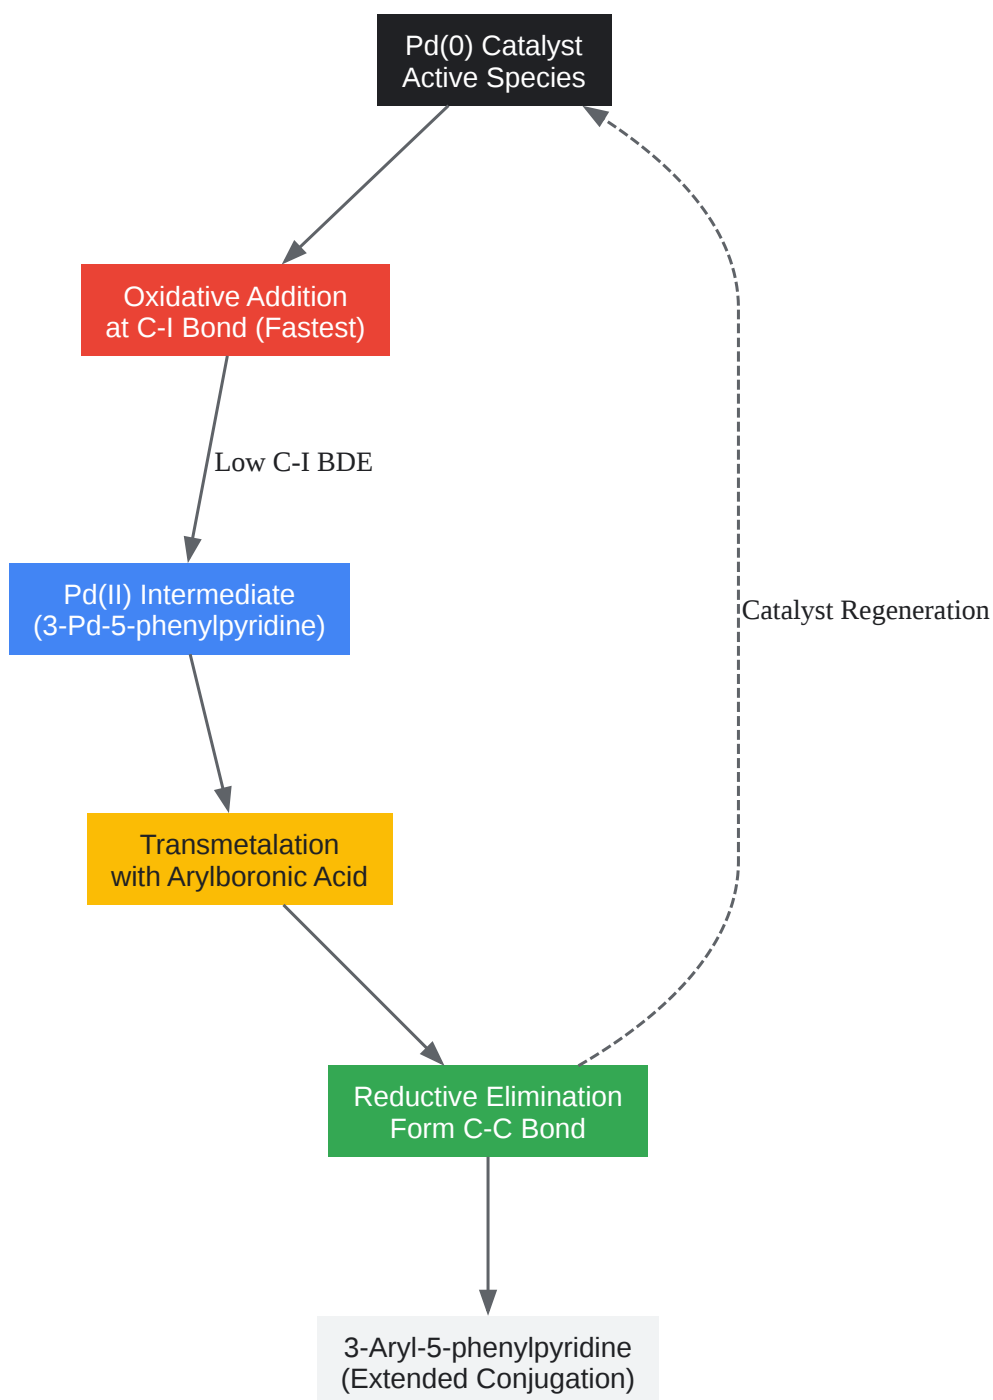 Pd(0) Catalyst
Active Species
Oxidative Addition
at C-I Bond (Fastest)
Low C-I BDE
Pd(II) Intermediate
(3-Pd-5-phenylpyridine)
Catalyst Regeneration
Transmetalation
with Arylboronic Acid
Reductive Elimination
Form C-C Bond
3-Aryl-5-phenylpyridine
(Extended Conjugation)